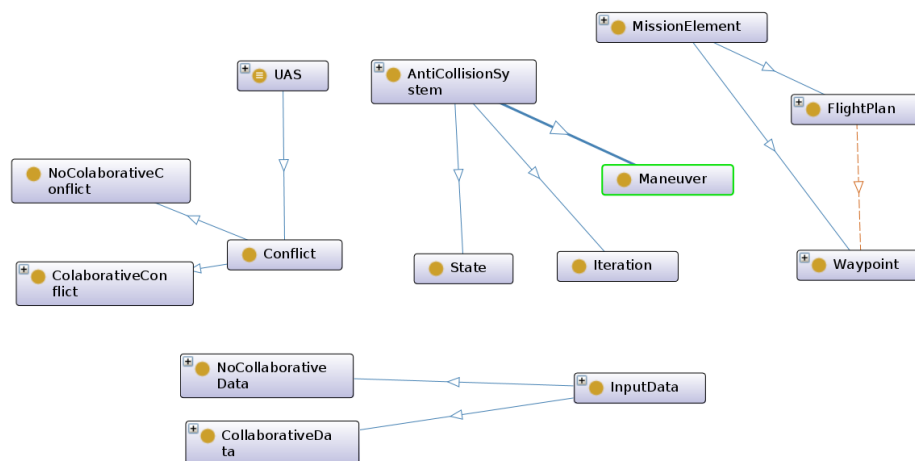 MissionElement
UAS
AntiCollisionSy
stem
FlightPlan
NoColaborativeC
onflict
Maneuver
Conflict
ColaborativeCon
flict
State
Iteration
Waypoint
NoCollaborative
Data
InputData
CollaborativeDa
ta